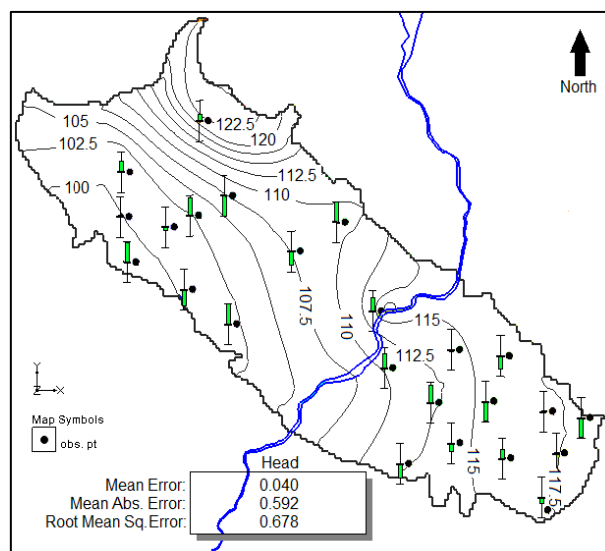 North
122.5
120
105
102.5
112.5
110
100
107.5
110
115
112.5
115
117.5
Y
Z X
Map Symbols
obs. pt
Head
Mean Error: 0.040
Mean Abs. Error: 0.592
Root Mean Sq.Error: 0.678